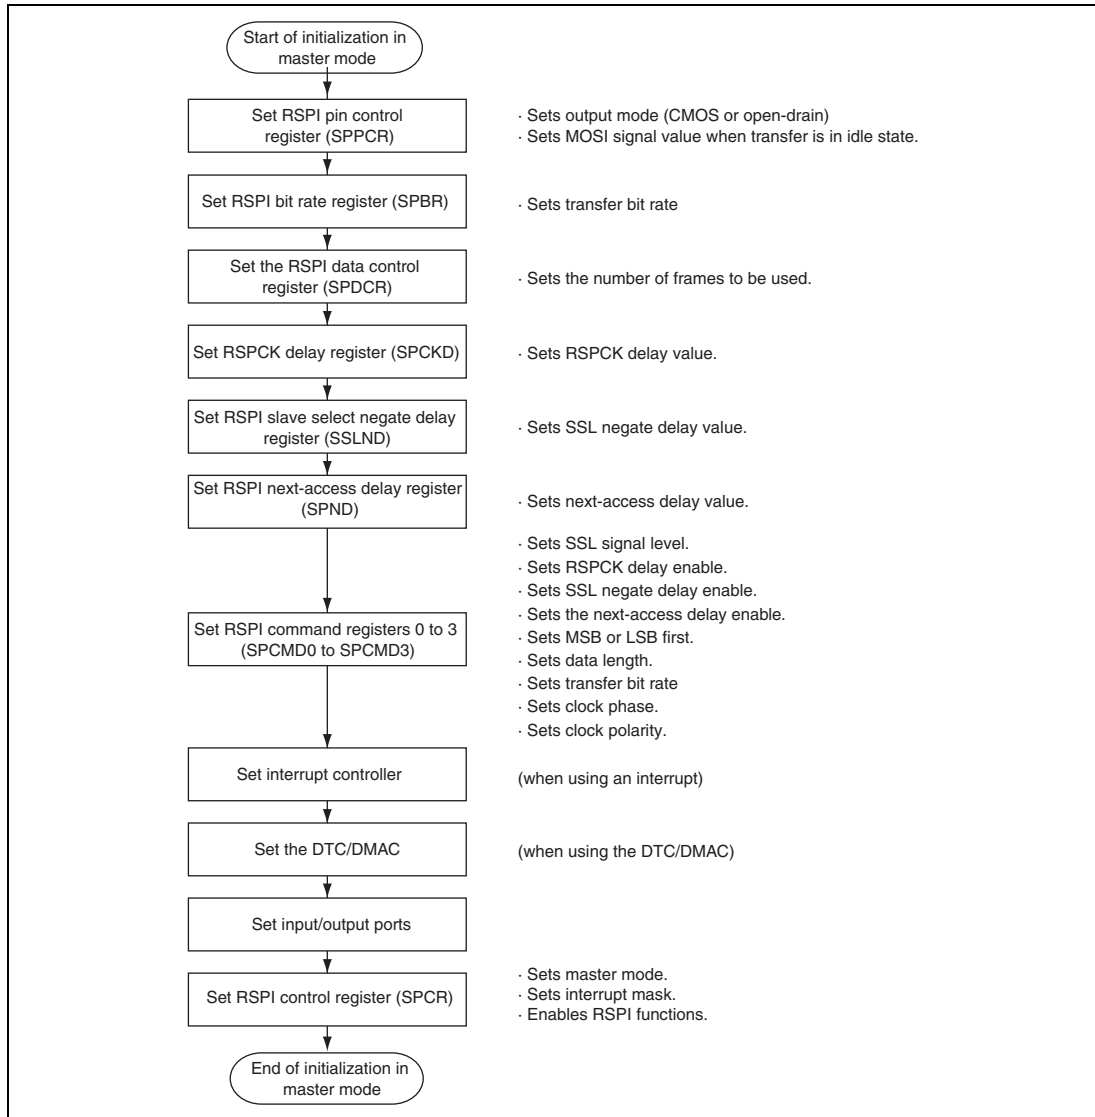 Start of initialization in
master mode
Set RSPI pin control
register (SPPCR)
· Sets output mode (CMOS or open-drain)
· Sets MOSI signal value when transfer is in idle state.
Set RSPI bit rate register (SPBR)
· Sets transfer bit rate
Set the RSPI data control
register (SPDCR)
· Sets the number of frames to be used.
Set RSPCK delay register (SPCKD)
· Sets RSPCK delay value.
Set RSPI slave select negate delay
register (SSLND)
· Sets SSL negate delay value.
Set RSPI next-access delay register
(SPND)
· Sets next-access delay value.
Set RSPI command registers 0 to 3
(SPCMD0 to SPCMD3)
· Sets SSL signal level.
· Sets RSPCK delay enable.
· Sets SSL negate delay enable.
· Sets the next-access delay enable.
· Sets MSB or LSB first.
· Sets data length.
· Sets transfer bit rate
· Sets clock phase.
· Sets clock polarity.
Set interrupt controller
(when using an interrupt)
Set the DTC/DMAC
(when using the DTC/DMAC)
Set input/output ports
Set RSPI control register (SPCR)
· Sets master mode.
· Sets interrupt mask.
· Enables RSPI functions.
End of initialization in
master mode